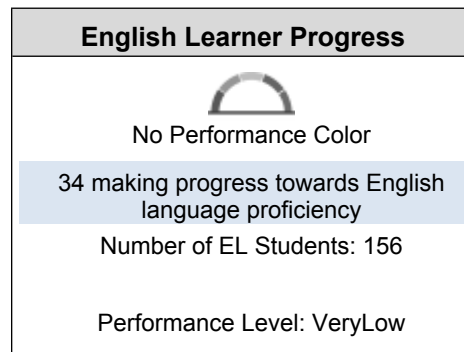 English Learner Progress
No Performance Color
34 making progress towards English
language proficiency
Number of EL Students: 156
Performance Level: VeryLow